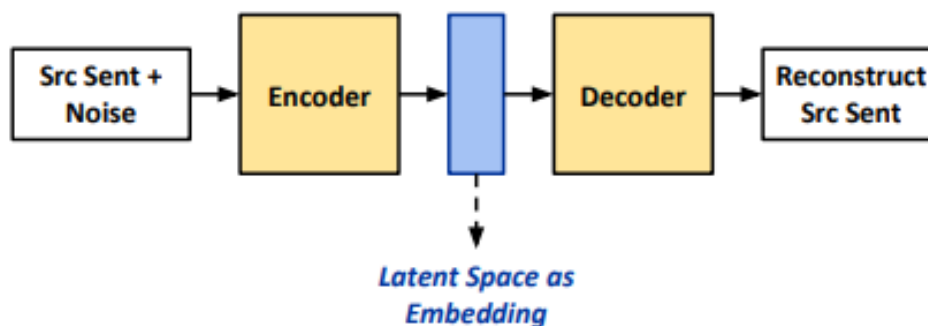 Src Sent +
Noise
Encoder
Decoder
Reconstruct
Src Sent
Latent Space as
Embedding